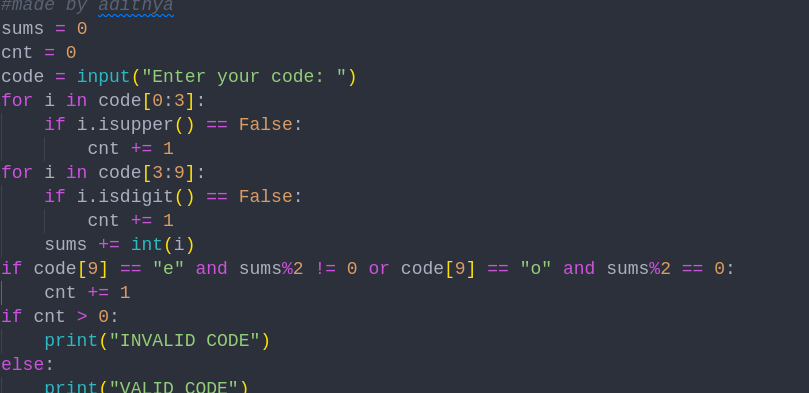 #made by adithya
sums = 0
cnt = 0
code = input("Enter your code: ")
for i in code[0:3]:
    if i.isupper() == False:
        cnt += 1
for i in code[3:9]:
    if i.isdigit() == False:
        cnt += 1
    sums += int(i)
if code[9] == "e" and sums%2 != 0 or code[9] == "o" and sums%2 == 0:
    cnt += 1
if cnt > 0:
    print("INVALID CODE")
else:
    print("VALID CODE")